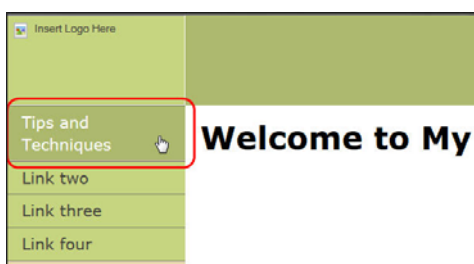 Insert Logo Here
Tips and
Techniques
Welcome to My
Link two
Link three
Link four